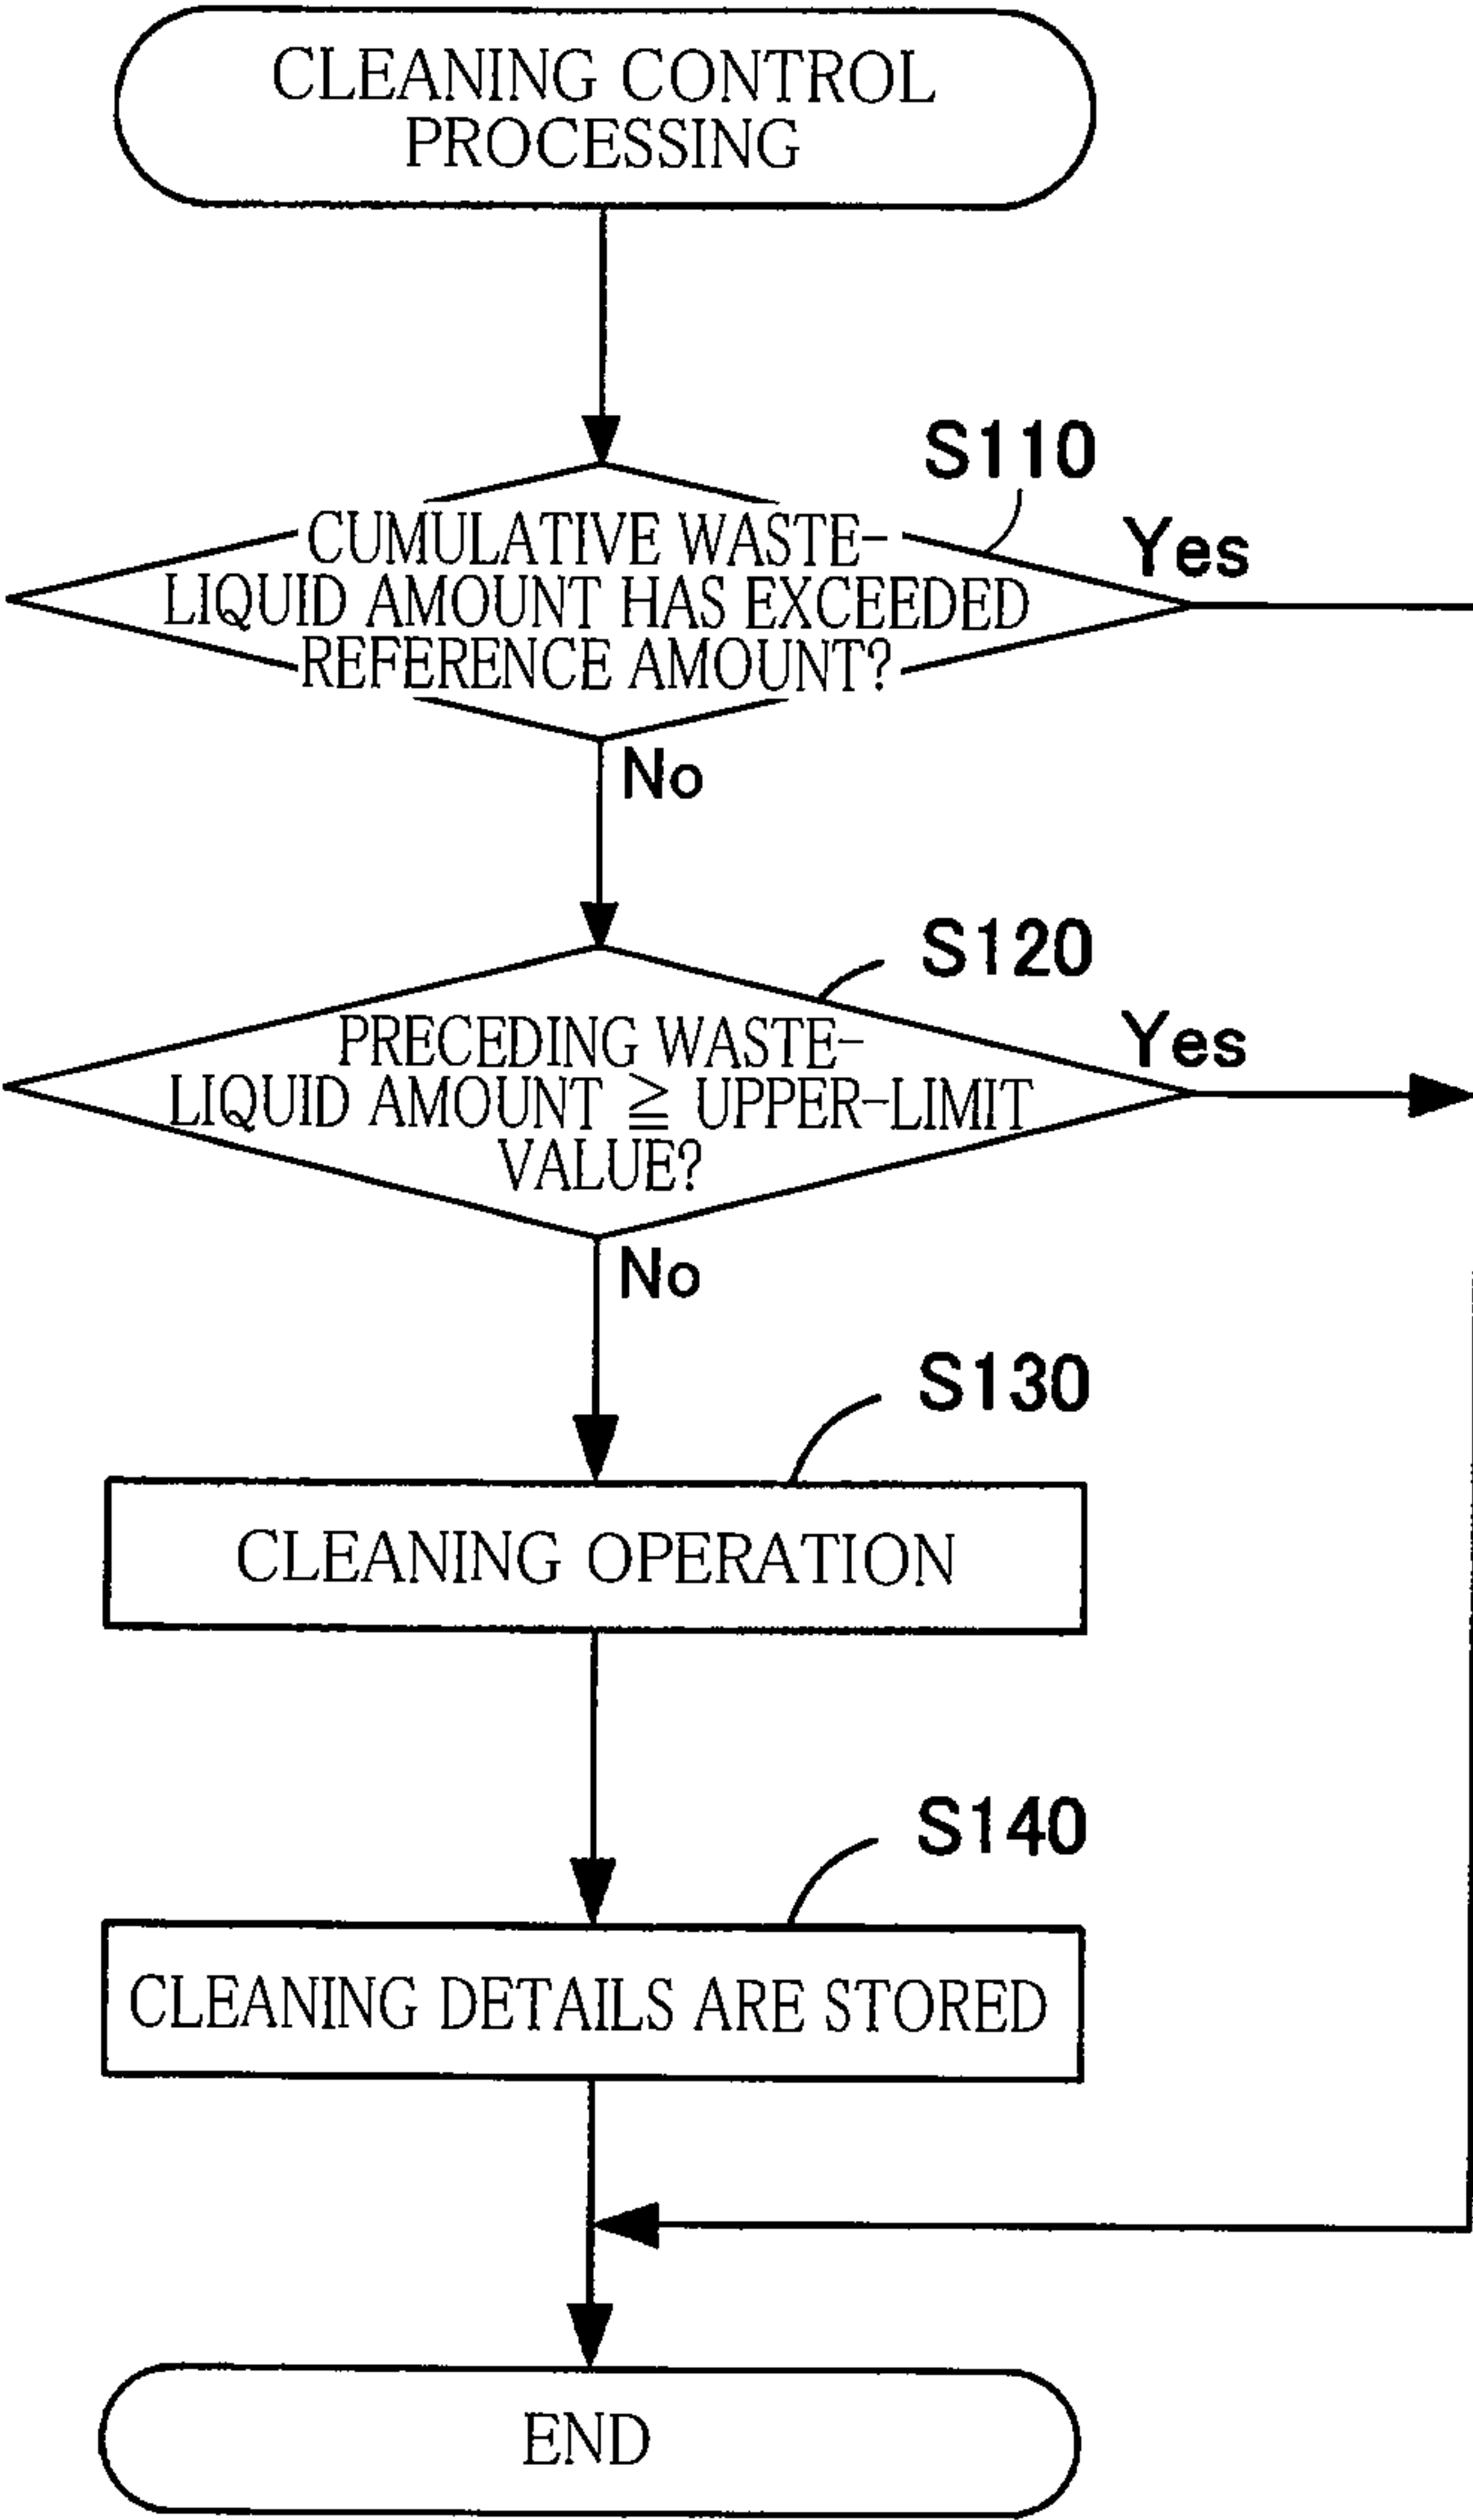 CLEANING CONTROL
PROCESSING
S110
CUMULATIVE WASTE-
LIQUID AMOUNT HAS EXCEEDED
REFERENCE AMOUNT?
Yes
No
S120
PRECEDING WASTE-
LIQUID AMOUNT ≧ UPPER-LIMIT
VALUE?
Yes
No
S130
CLEANING OPERATION
S140
CLEANING DETAILS ARE STORED
END